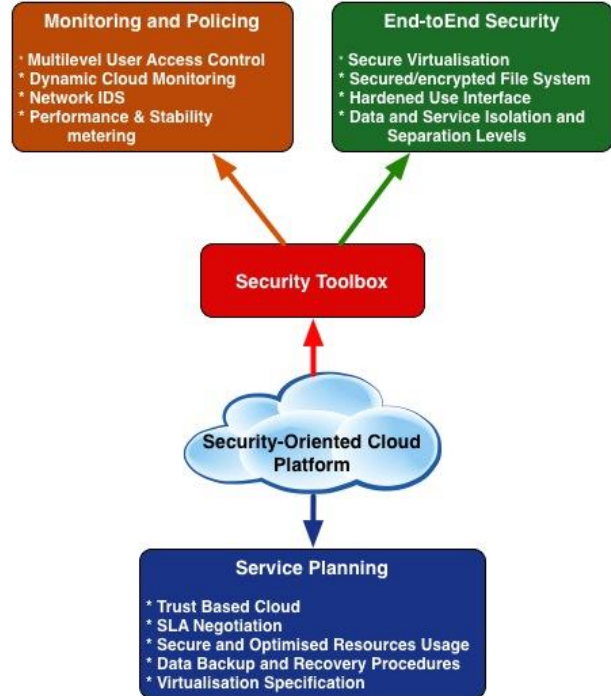 Monitoring and Policing
* Multilevel User Access Control
* Dynamic Cloud Monitoring
* Network IDS
* Performance & Stability
metering
End-toEnd Security
* Secure Virtualisation
* Secured/encrypted File System
* Hardened Use Interface
* Data and Service Isolation and
Separation Levels
Security Toolbox
Security-Oriented Cloud
Platform
Service Planning
* Trust Based Cloud
* SLA Negotiation
* Secure and Optimised Resources Usage
* Data Backup and Recovery Procedures
* Virtualisation Specification